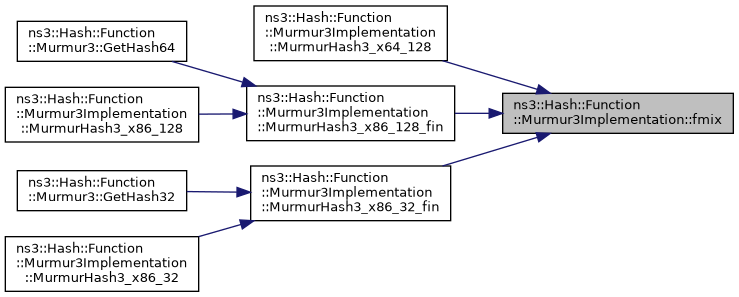 ns3::Hash::Function
::Murmur3::GetHash64
ns3::Hash::Function
::Murmur3Implementation
::MurmurHash3_x86_128
ns3::Hash::Function
::Murmur3::GetHash32
ns3::Hash::Function
::Murmur3Implementation
::MurmurHash3_x86_32
ns3::Hash::Function
::Murmur3Implementation
::MurmurHash3_x64_128
ns3::Hash::Function
::Murmur3Implementation
::MurmurHash3_x86_128_fin
ns3::Hash::Function
::Murmur3Implementation
::MurmurHash3_x86_32_fin
ns3::Hash::Function
::Murmur3Implementation::fmix